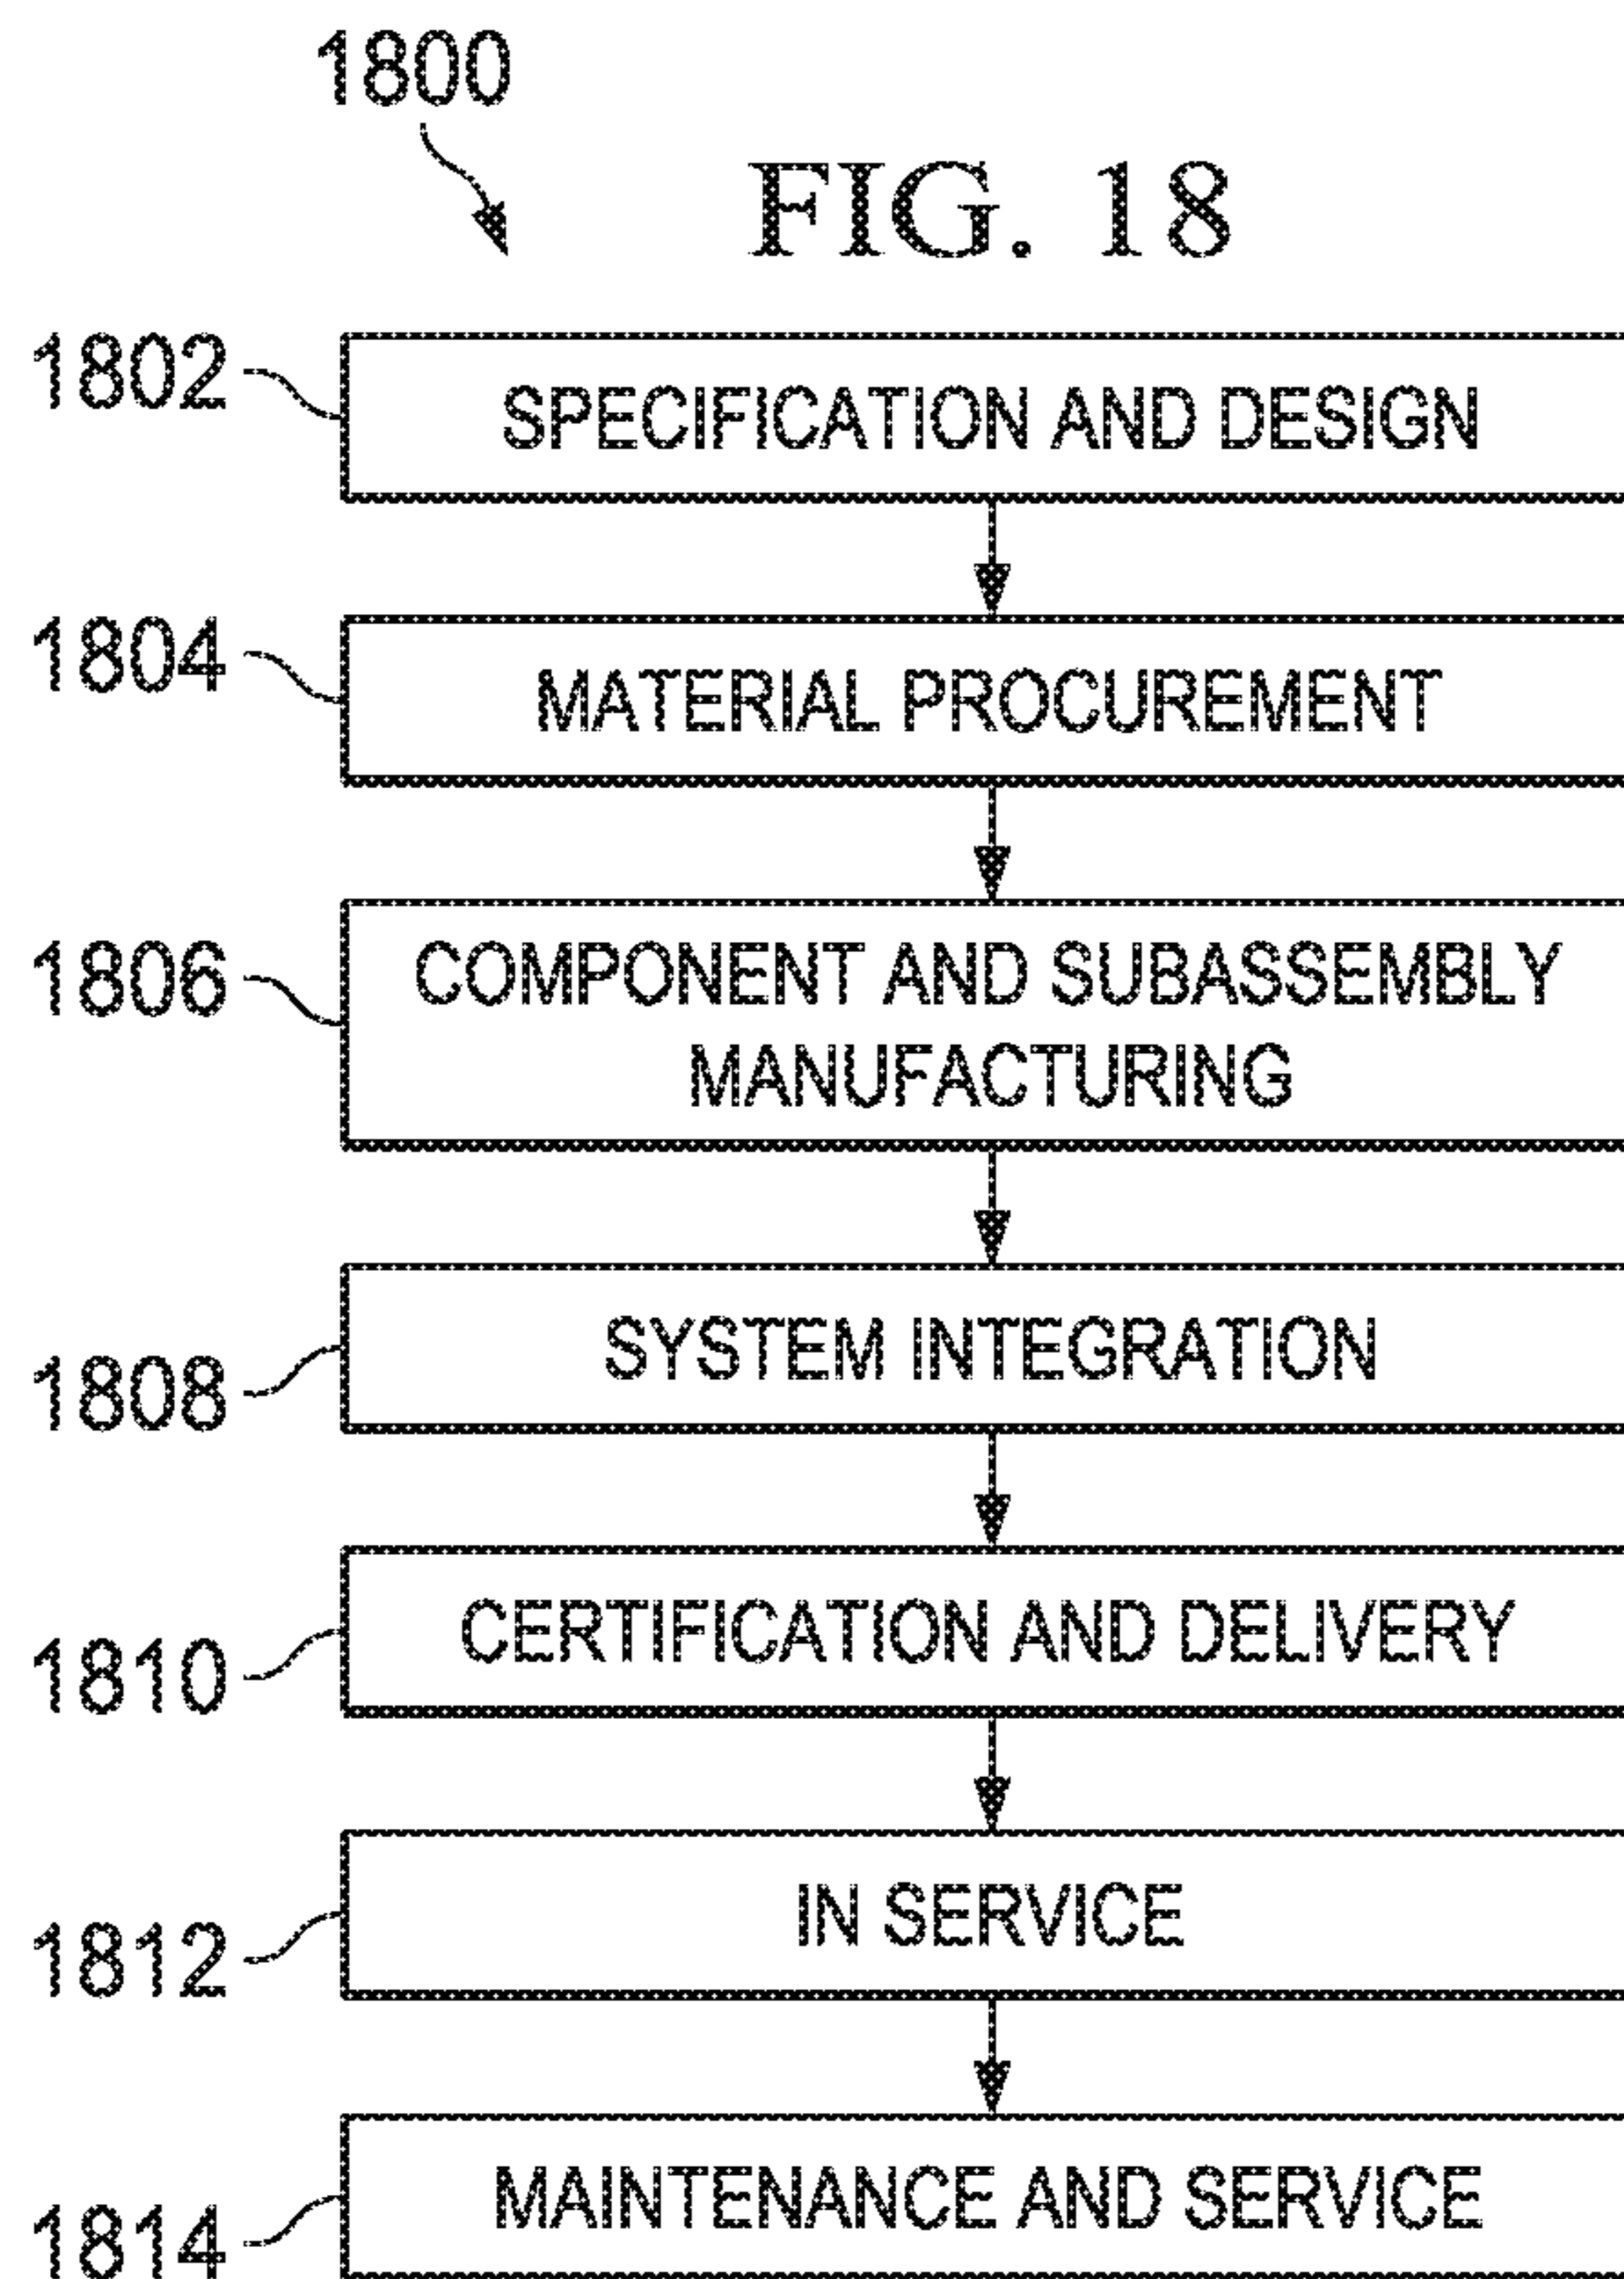 1800
FIG. 18
1802
SPECIFICATION AND DESIGN
1804
MATERIAL PROCUREMENT
1806
COMPONENT AND SUBASSEMBLY
MANUFACTURING
1808
SYSTEM INTEGRATION
1810
CERTIFICATION AND DELIVERY
1812
IN SERVICE
1814
MAINTENANCE AND SERVICE